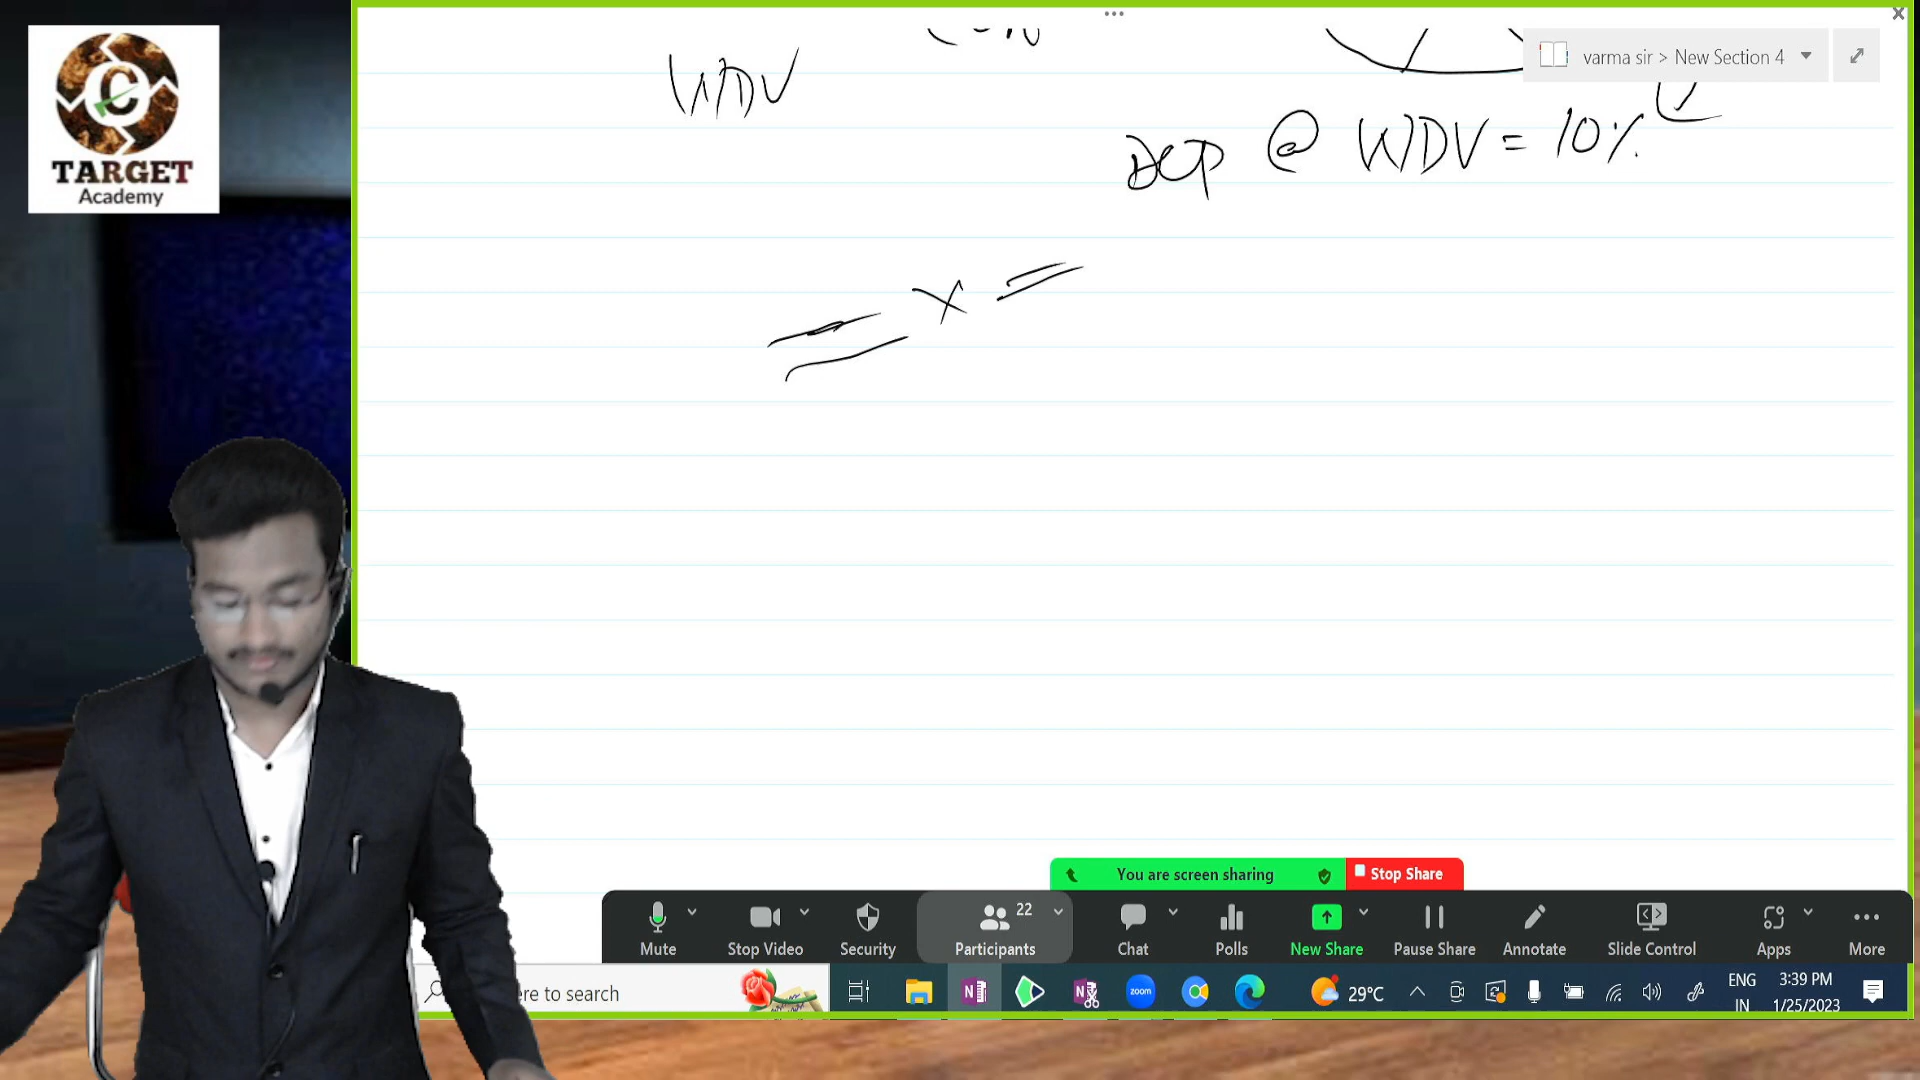 C
TARGET
Academy
varma sir > New Section 4
WDV
DEP @ WDV = 10%
= x =
You are screen sharing
Stop Share
22
Mute
Stop Video
Security
Participants
Chat
Polls
New Share
Pause Share
Annotate
Slide Control
Apps
More
ere to search
zoom
29°C
ENG
IN
3:39 PM
1/25/2023